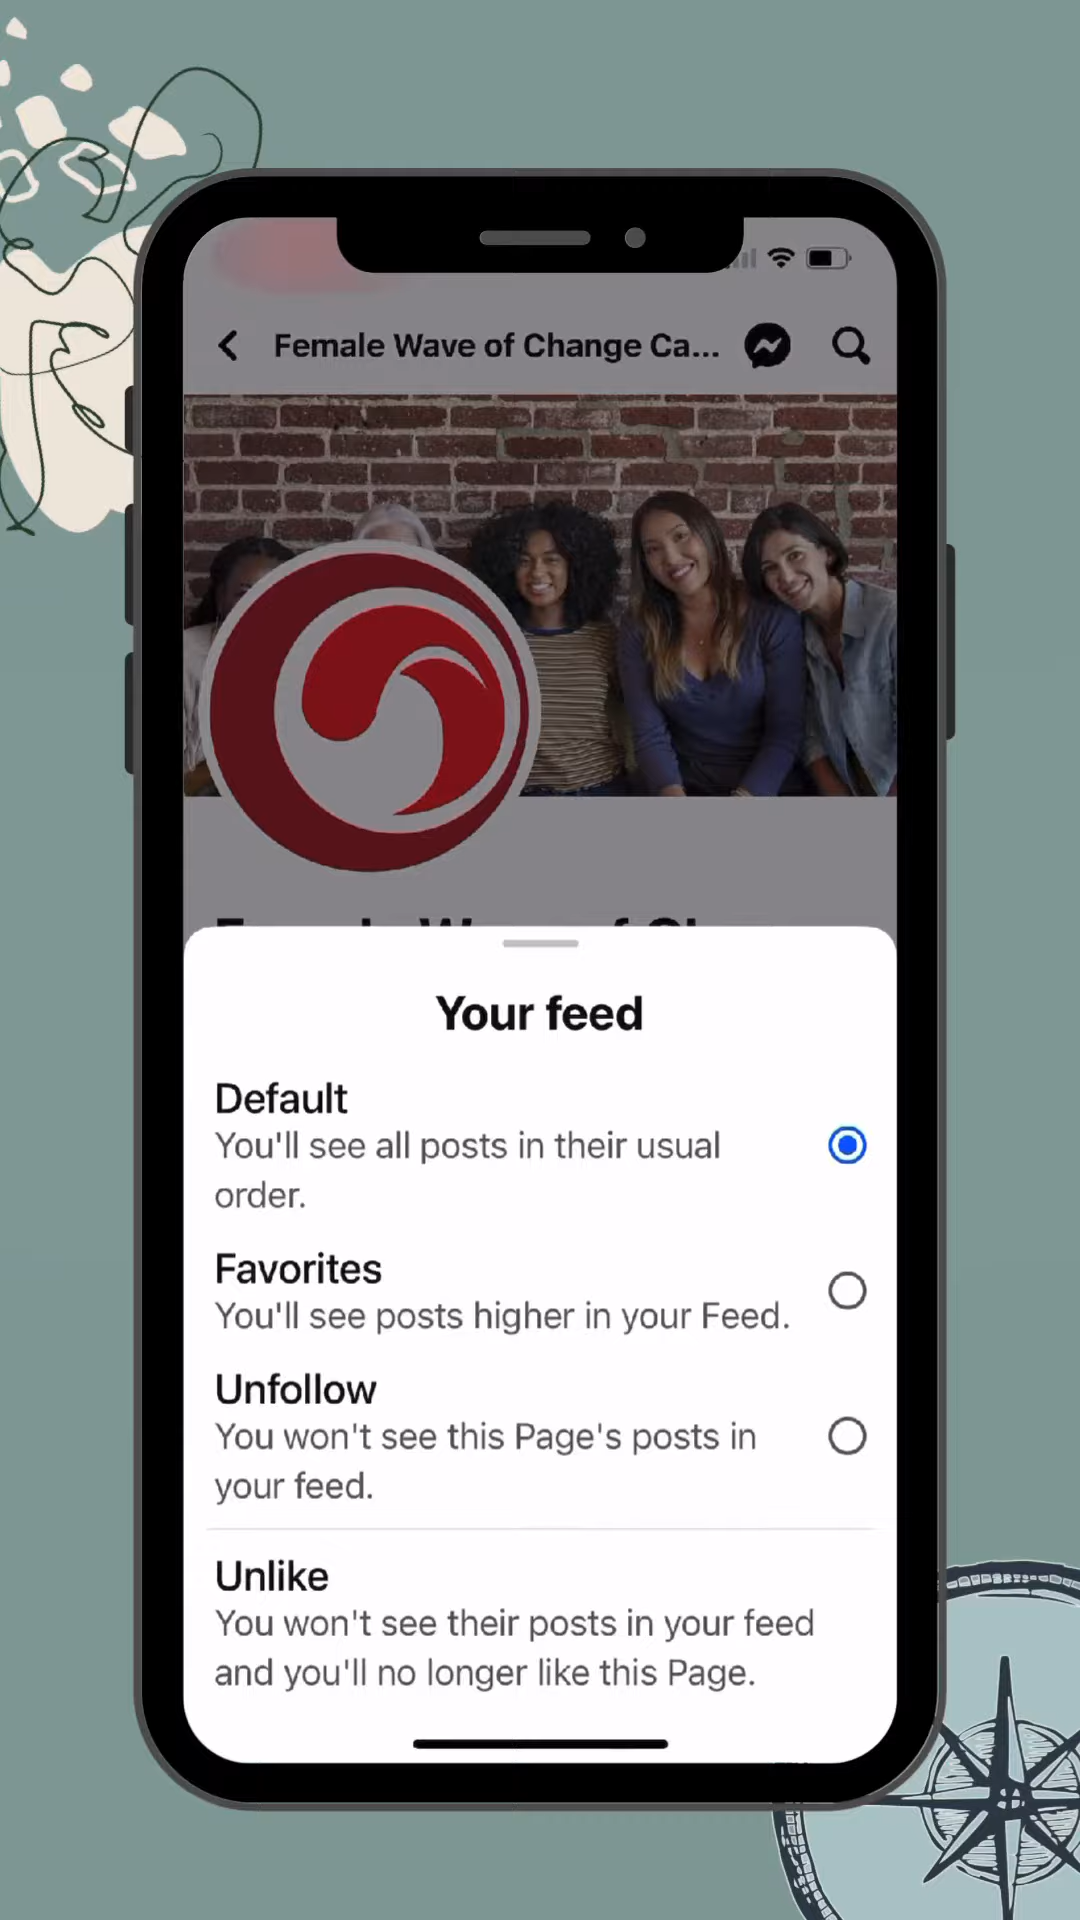 Female Wave of Change Ca...
Your feed
Default
You'll see all posts in their usual
order.
Favorites
You'll see posts higher in your Feed.
Unfollow
You won't see this Page's posts in
your feed.
Unlike
You won't see their posts in your feed
and you'll no longer like this Page.